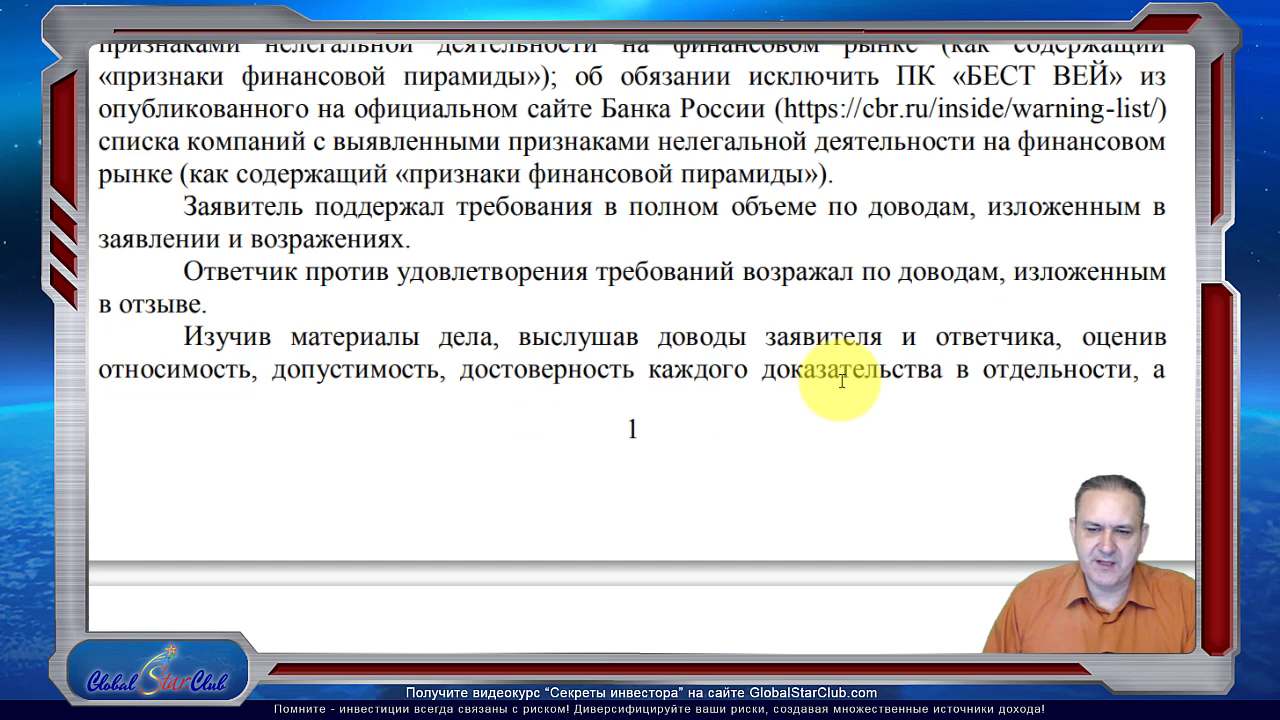 признаками нелегальной деятельности на финансовом рынке (как содержащий
«признаки финансовой пирамиды»); об обязании исключить ПК «БЕСТ ВЕЙ» из
опубликованного на официальном сайте Банка России (https://cbr.ru/inside/warning-list/)
списка компаний с выявленными признаками нелегальной деятельности на финансовом
рынке (как содержащий «признаки финансовой пирамиды»).
Заявитель поддержал требования в полном объеме по доводам, изложенным в
заявлении и возражениях.
Ответчик против удовлетворения требований возражал по доводам, изложенным
в отзыве.
Изучив материалы дела, выслушав доводы заявителя и ответчика, оценив
относимость, допустимость, достоверность каждого доказательства в отдельности, а
1
Global Star Club
Получите видеокурс "Секреты инвестора" на сайте GlobalStarClub.com
Помните - инвестиции всегда связаны с риском! Диверсифицируйте ваши риски, создавая множественные источники дохода!